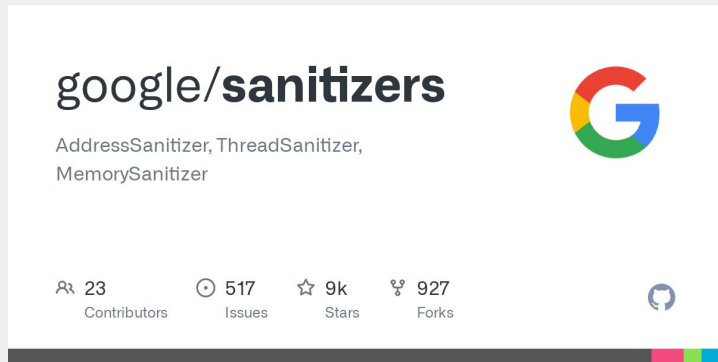 google/sanitizers
AddressSanitizer, ThreadSanitizer,
MemorySanitizer
23 517 9k 927
Contributors Issues Stars Forks